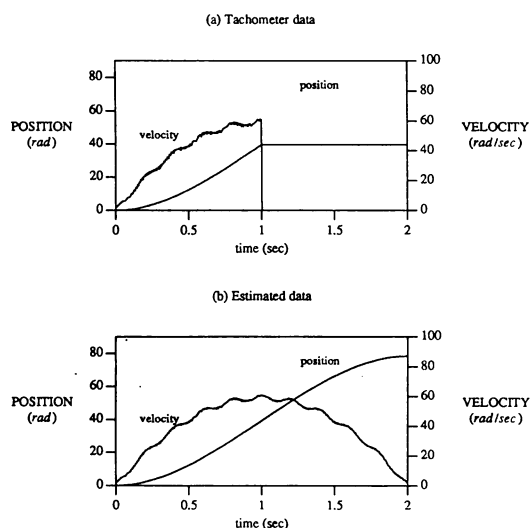 (a) Tachometer data
100
80
80
position
60
POSITION
(rad)
velocity
60
VELOCITY
(rad/sec)
40
40
20
20
0
0
0
0.5
1
1.5
2
time (sec)
(b) Estimated data
100
80
position
80
60
POSITION
(rad)
velocity
60
VELOCITY
(rad/sec)
40
40
20
20
0
0
0
0.5
1
1.5
2
time (sec)